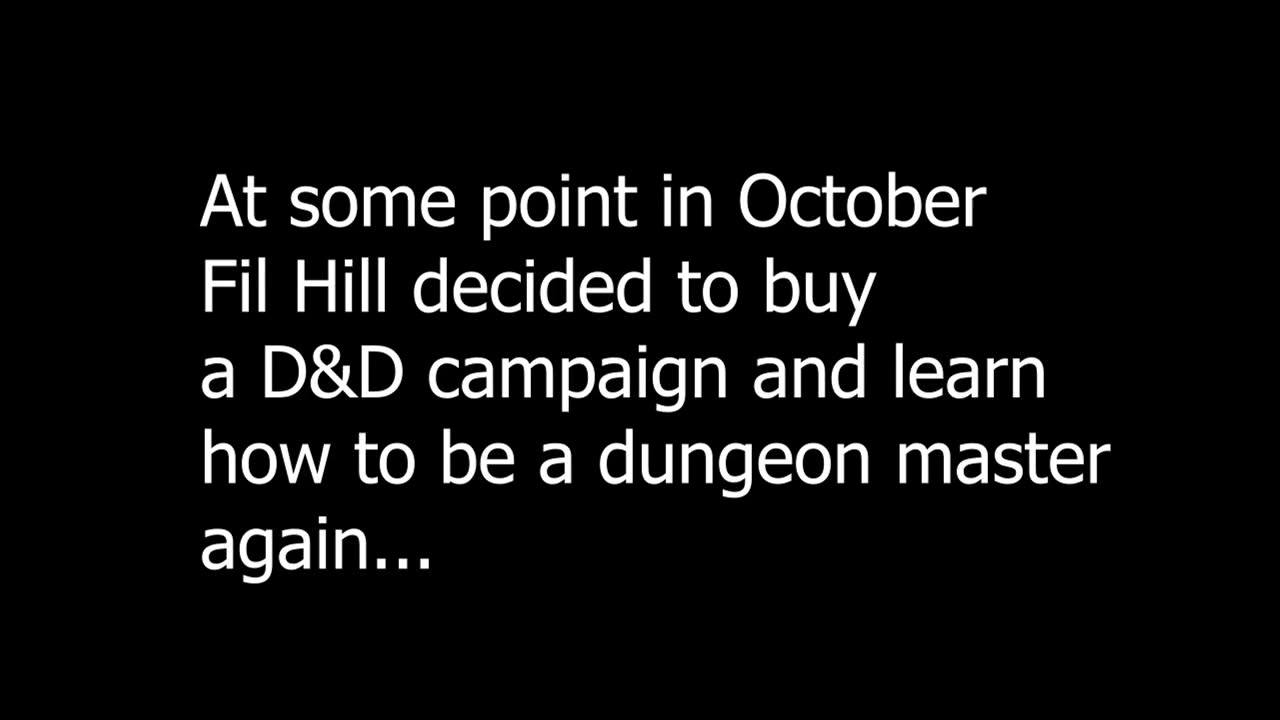 At some point in October
Fil Hill decided to buy
a D&D campaign and learn
how to be a dungeon master
again...